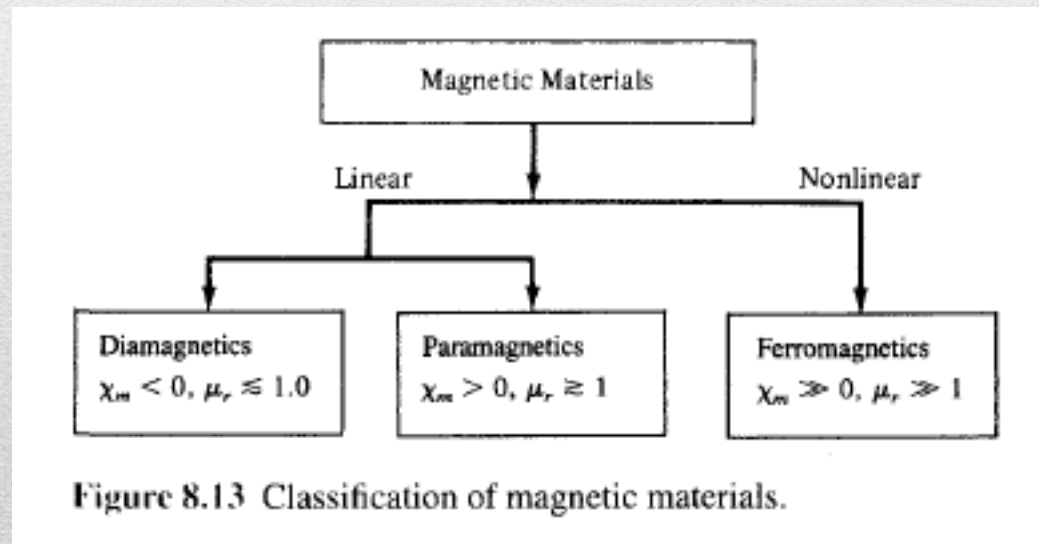 Magnetic Materials
Linear
Nonlinear
Diamagnetics
χₘ < 0, μᵣ ≲ 1.0
Paramagnetics
χₘ > 0, μᵣ ≳ 1
Ferromagnetics
χₘ ≫ 0, μᵣ ≫ 1
Figure 8.13 Classification of magnetic materials.